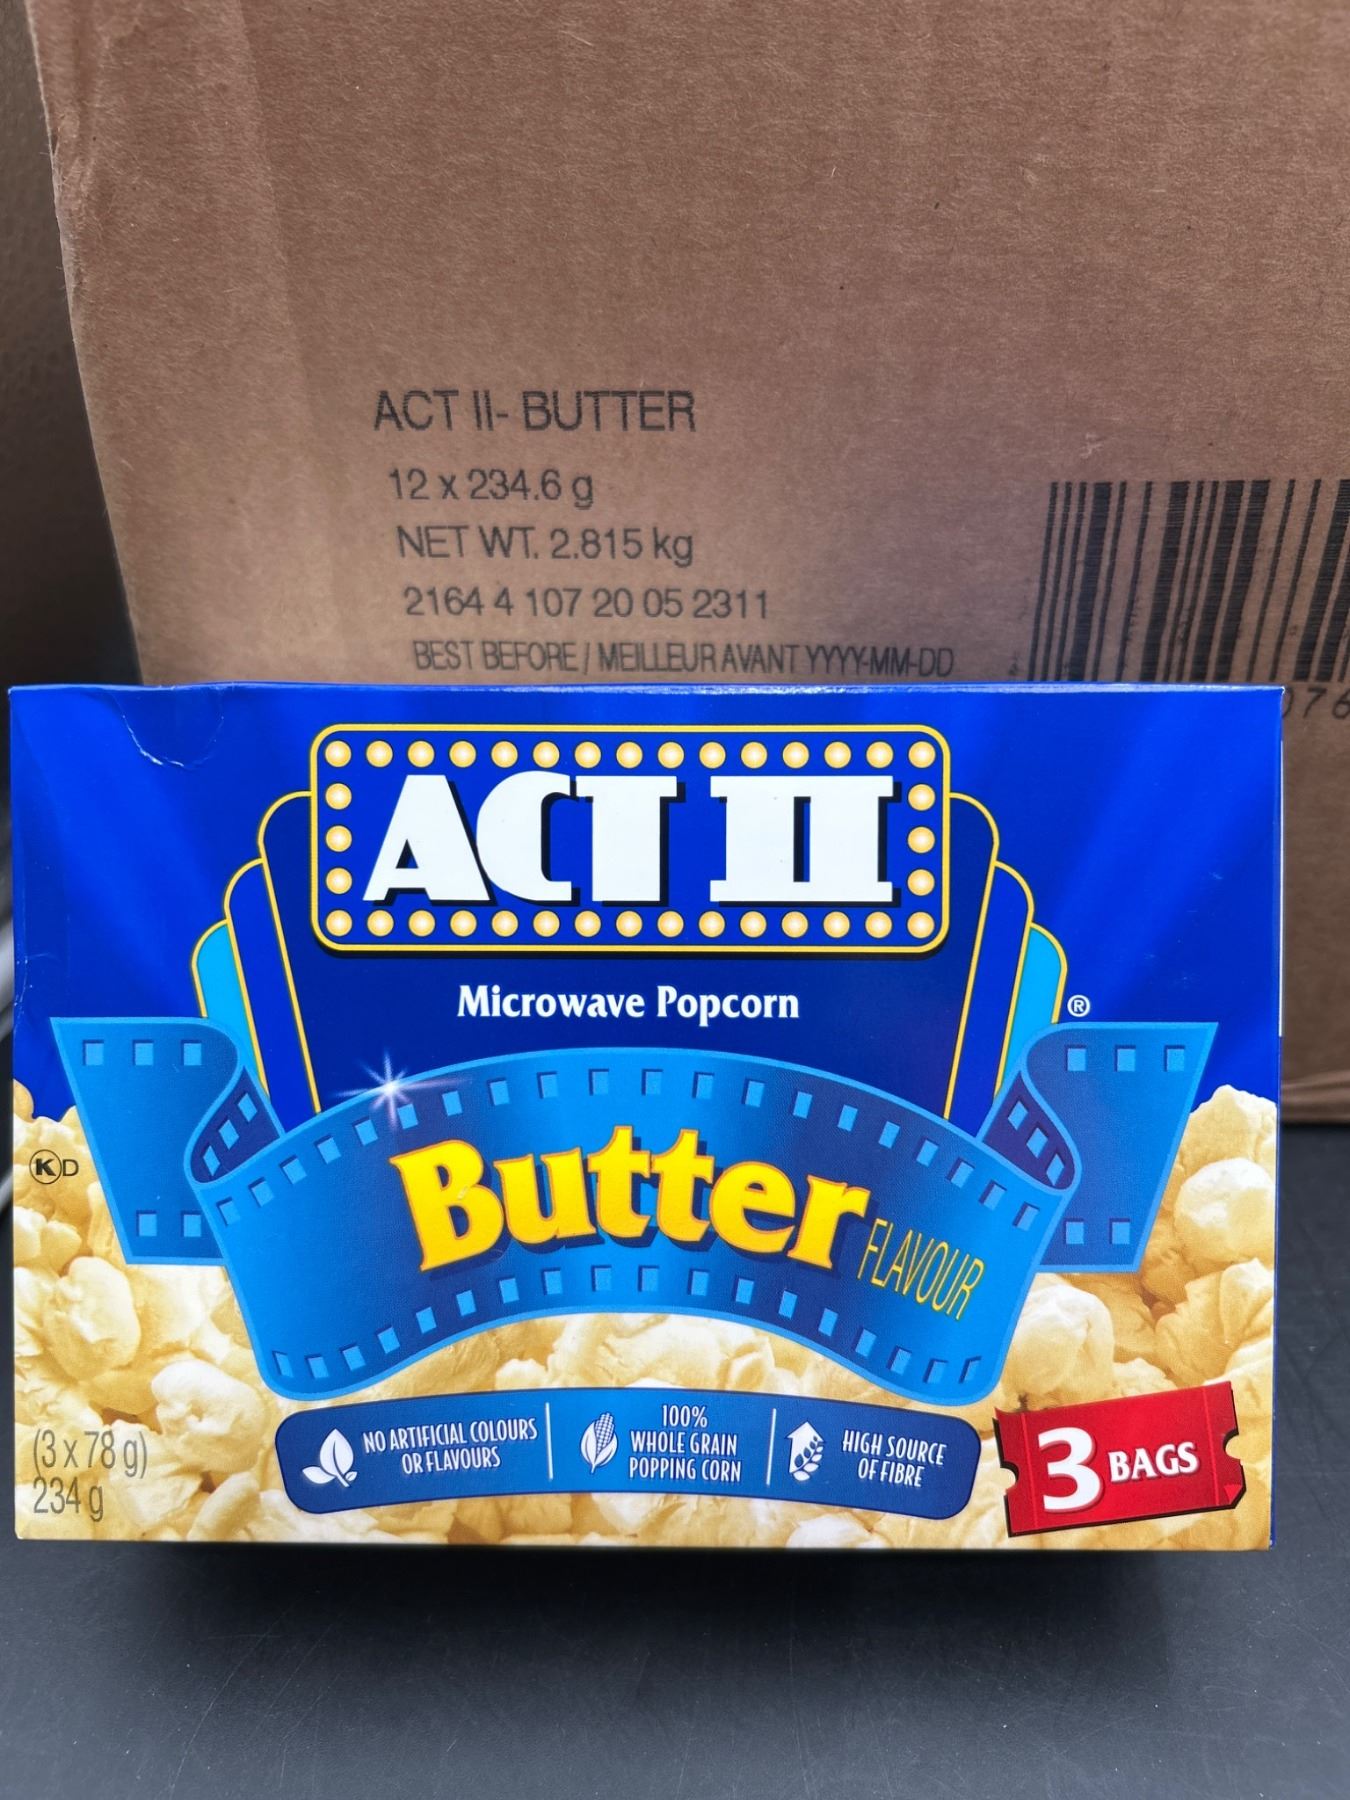 ACT II- BUTTER
12 x 234.6 g
NET WT. 2.815 kg
2164 4 107 20 05 2311
BEST BEFORE / MEILLEUR AVANT YYYY-MM-DD
076
ACT II
Microwave Popcorn
®
Butter
FLAVOUR
KD
(3 x 78 g)
234 g
NO ARTIFICIAL COLOURS
OR FLAVOURS
100%
WHOLE GRAIN
POPPING CORN
HIGH SOURCE
OF FIBRE
3 BAGS